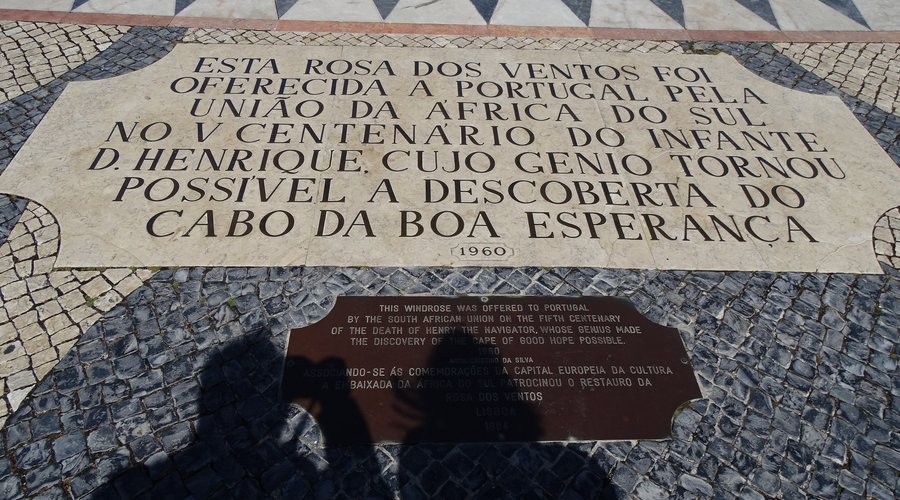 ESTA ROSA DOS VENTOS FOI
OFERECIDA A PORTUGAL PELA
UNIÃO DA ÁFRICA DO SUL
NO V CENTENÁRIO DO INFANTE
D. HENRIQUE, CUJO GENIO TORNOU
POSSÍVEL A DESCOBERTA DO
CABO DA BOA ESPERANÇA
1960
THIS WINDROSE WAS OFFERED TO PORTUGAL
BY THE SOUTH AFRICAN UNION ON THE FIFTH CENTENARY
OF THE DEATH OF HENRY THE NAVIGATOR, WHOSE GENIUS MADE
THE DISCOVERY OF THE CAPE OF GOOD HOPE POSSIBLE.
1960
CRISTINO DA SILVA
ASSOCIANDO-SE ÁS COMEMORAÇÕES DA CAPITAL EUROPEIA DA CULTURA
A EMBAIXADA DA ÁFRICA DO SUL PATROCINOU O RESTAURO DA
ROSA DOS VENTOS
LISBOA